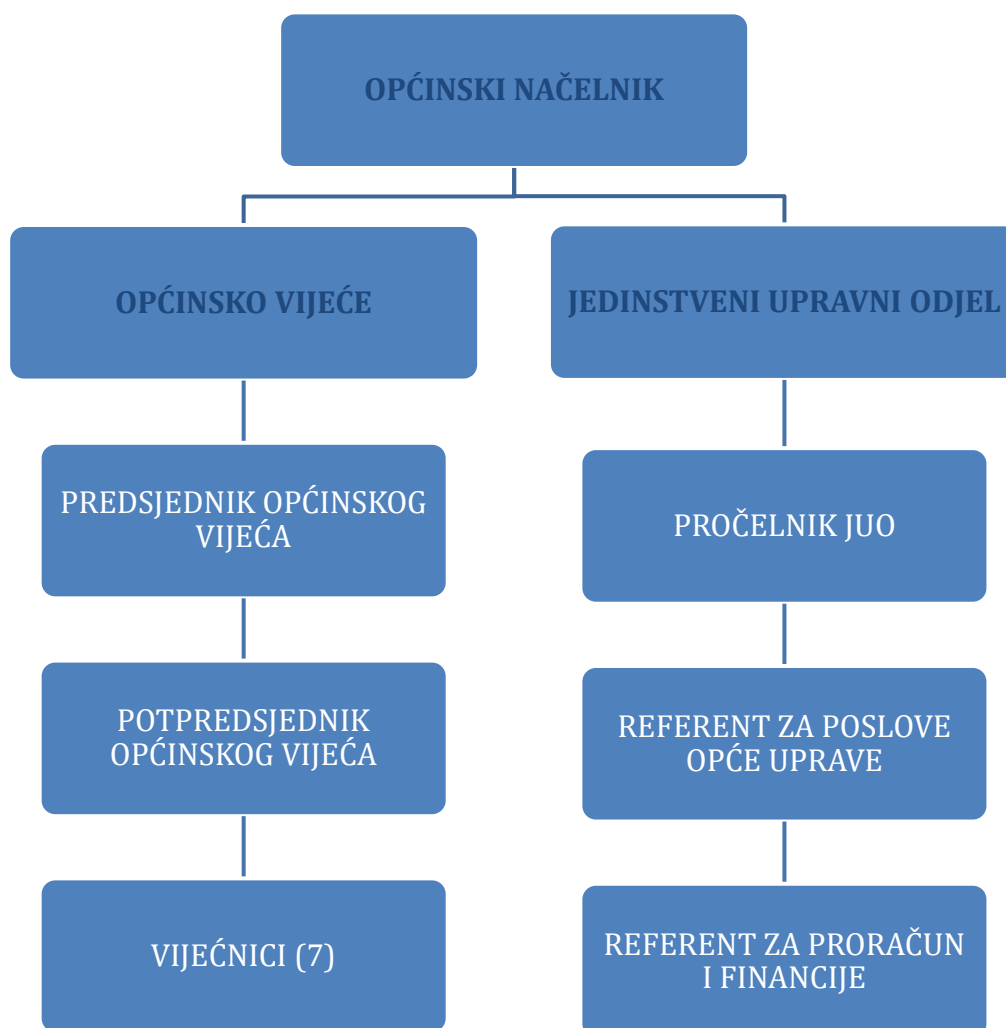 OPĆINSKI NAČELNIK
OPĆINSKO VIJEĆE
JEDINSTVENI UPRAVNI ODJEL
PREDSJEDNIK OPĆINSKOG
VIJEĆA
PROČELNIK JUO
POTPREDSJEDNIK
OPĆINSKOG VIJEĆA
REFERENT ZA POSLOVE
OPĆE UPRAVE
VIJEĆNICI (7)
REFERENT ZA PRORAČUN
I FINANCIJE